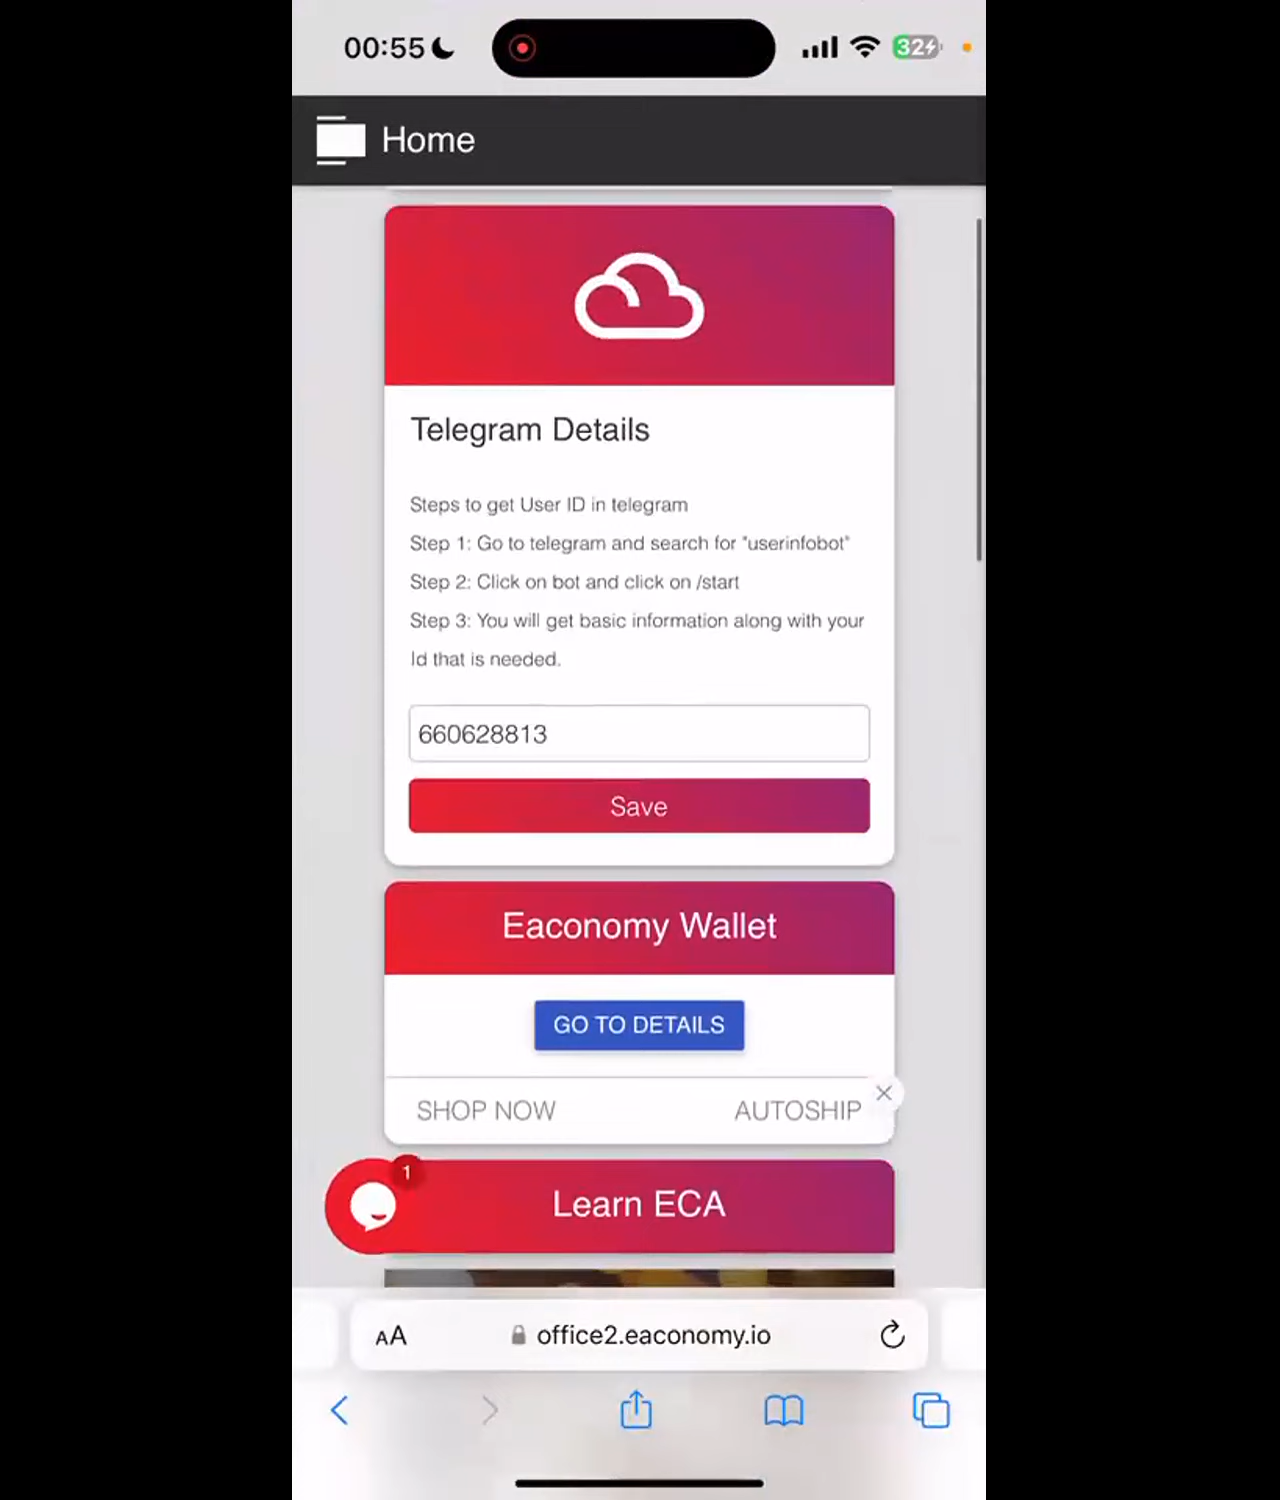 00:55
32
Home
Telegram Details
Steps to get User ID in telegram
Step 1: Go to telegram and search for "userinfobot"
Step 2: Click on bot and click on /start
Step 3: You will get basic information along with your
Id that is needed.
660628813
Save
Eaconomy Wallet
GO TO DETAILS
SHOP NOW AUTOSHIP
1
Learn ECA
AA office2.eaconomy.io